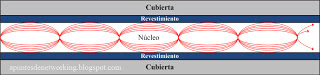 Cubierta
Revestimiento
Núcleo
apuntesdenetworking.blogspot.com
Revestimiento
Cubierta